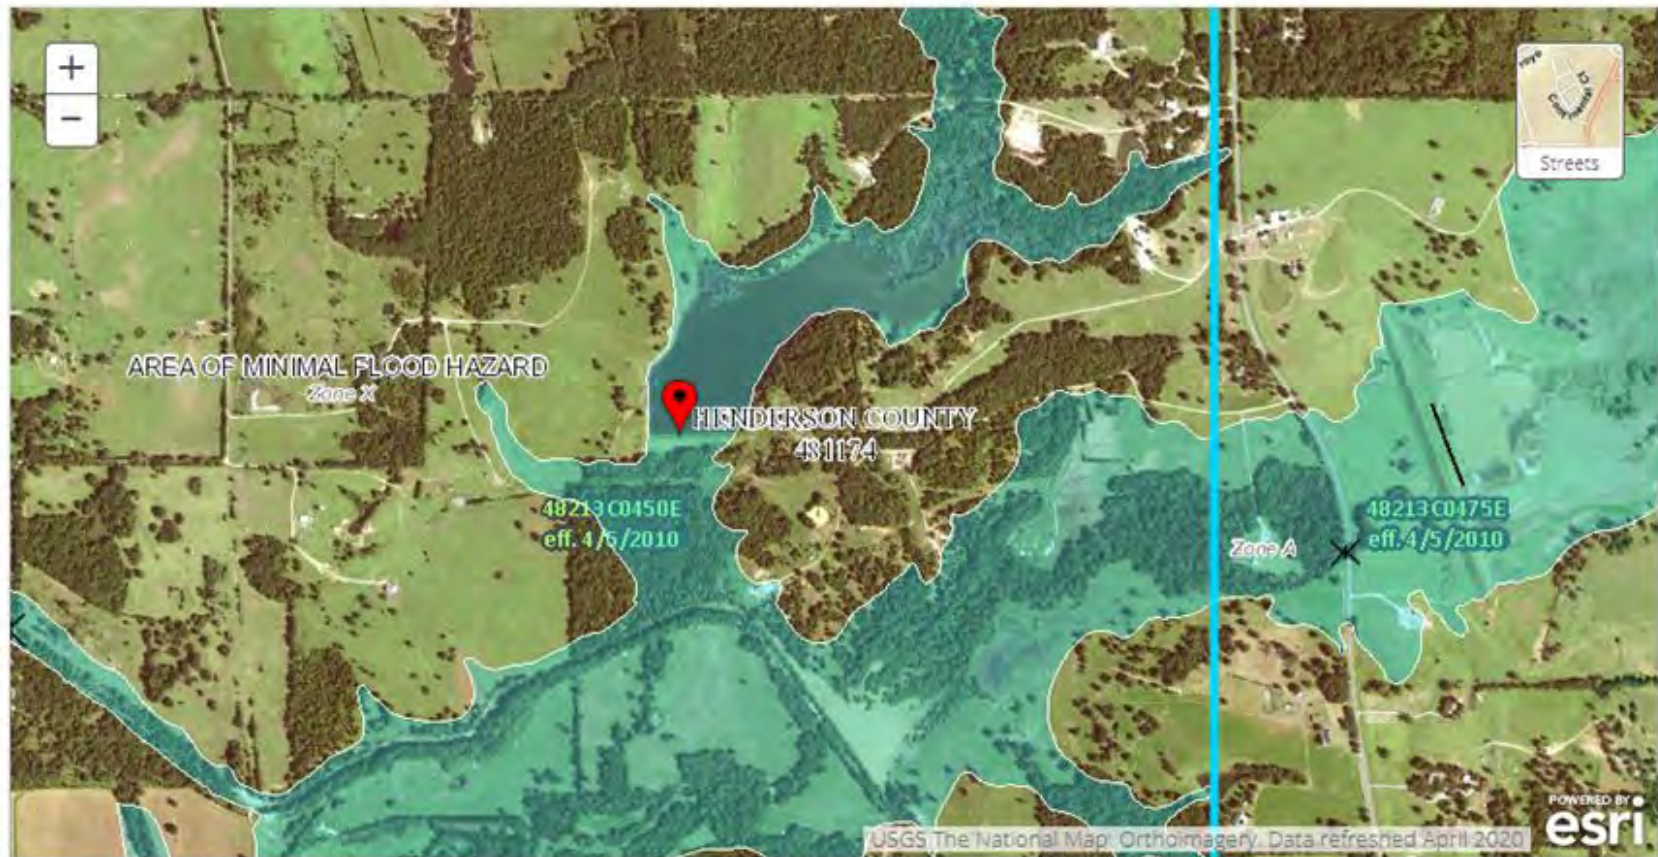 +
−
Streets
AREA OF MINIMAL FLOOD HAZARD
Zone X
HENDERSON COUNTY
481174
48213C0450E
eff. 4/5/2010
48213C0475E
eff. 4/5/2010
Zone A
POWERED BY
esri
USGS The National Map: Orthoimagery. Data refreshed April 2020